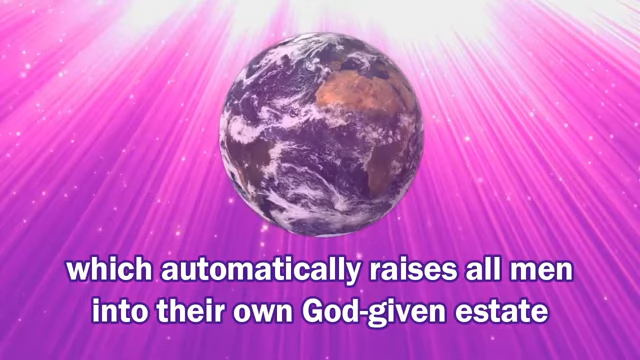 which automatically raises all men
into their own God-given estate